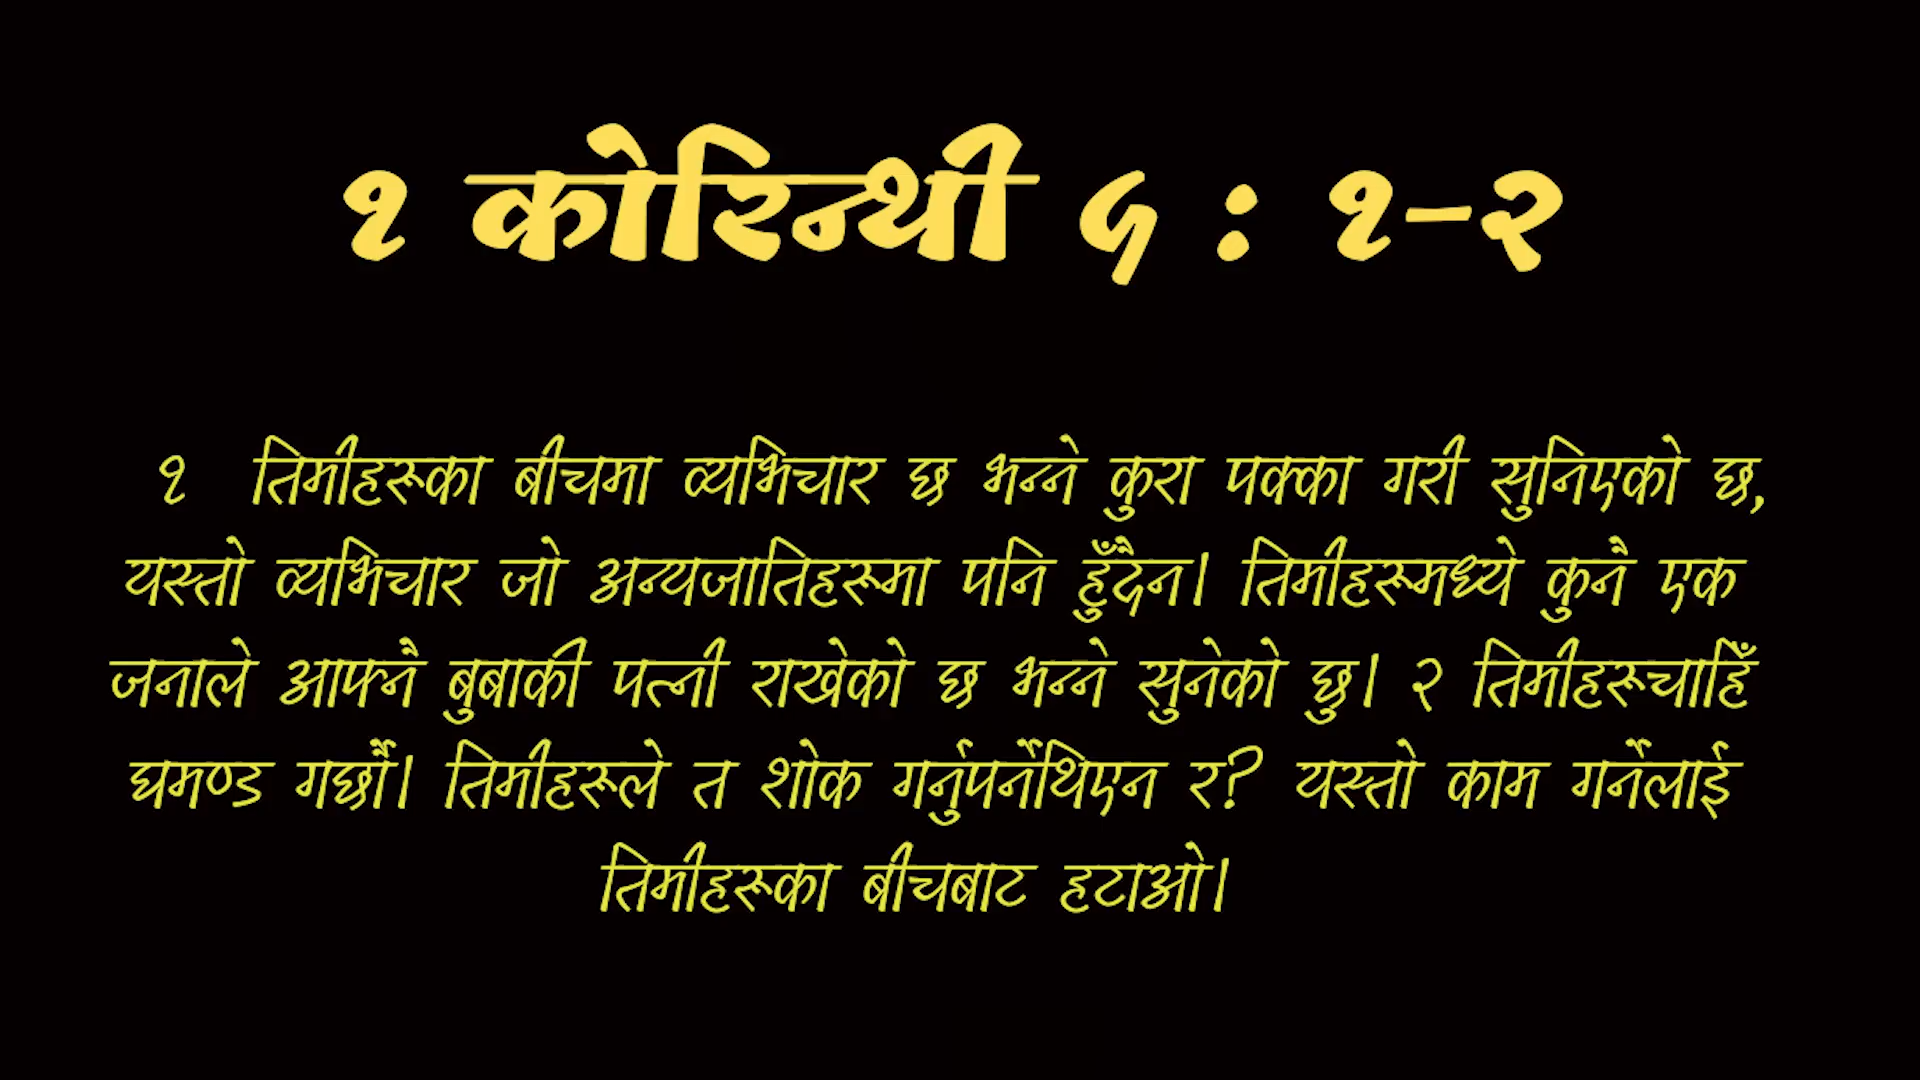 १ कोरिन्थी ५ : १-२
१ तिमीहरूका बीचमा व्यभिचार छ भन्ने कुरा पक्का गरी सुनिएको छ,
यस्तो व्यभिचार जो अन्यजातिहरूमा पनि हुँदैन। तिमीहरूमध्ये कुनै एक
जनाले आफ्नै बुबाकी पत्नी राखेको छ भन्ने सुनेको छु। २ तिमीहरूचाहिँ
घमण्ड गर्छौ। तिमीहरूले त शोक गर्नुपर्नेथिएन र? यस्तो काम गर्नेलाई
तिमीहरूका बीचबाट हटाओ।